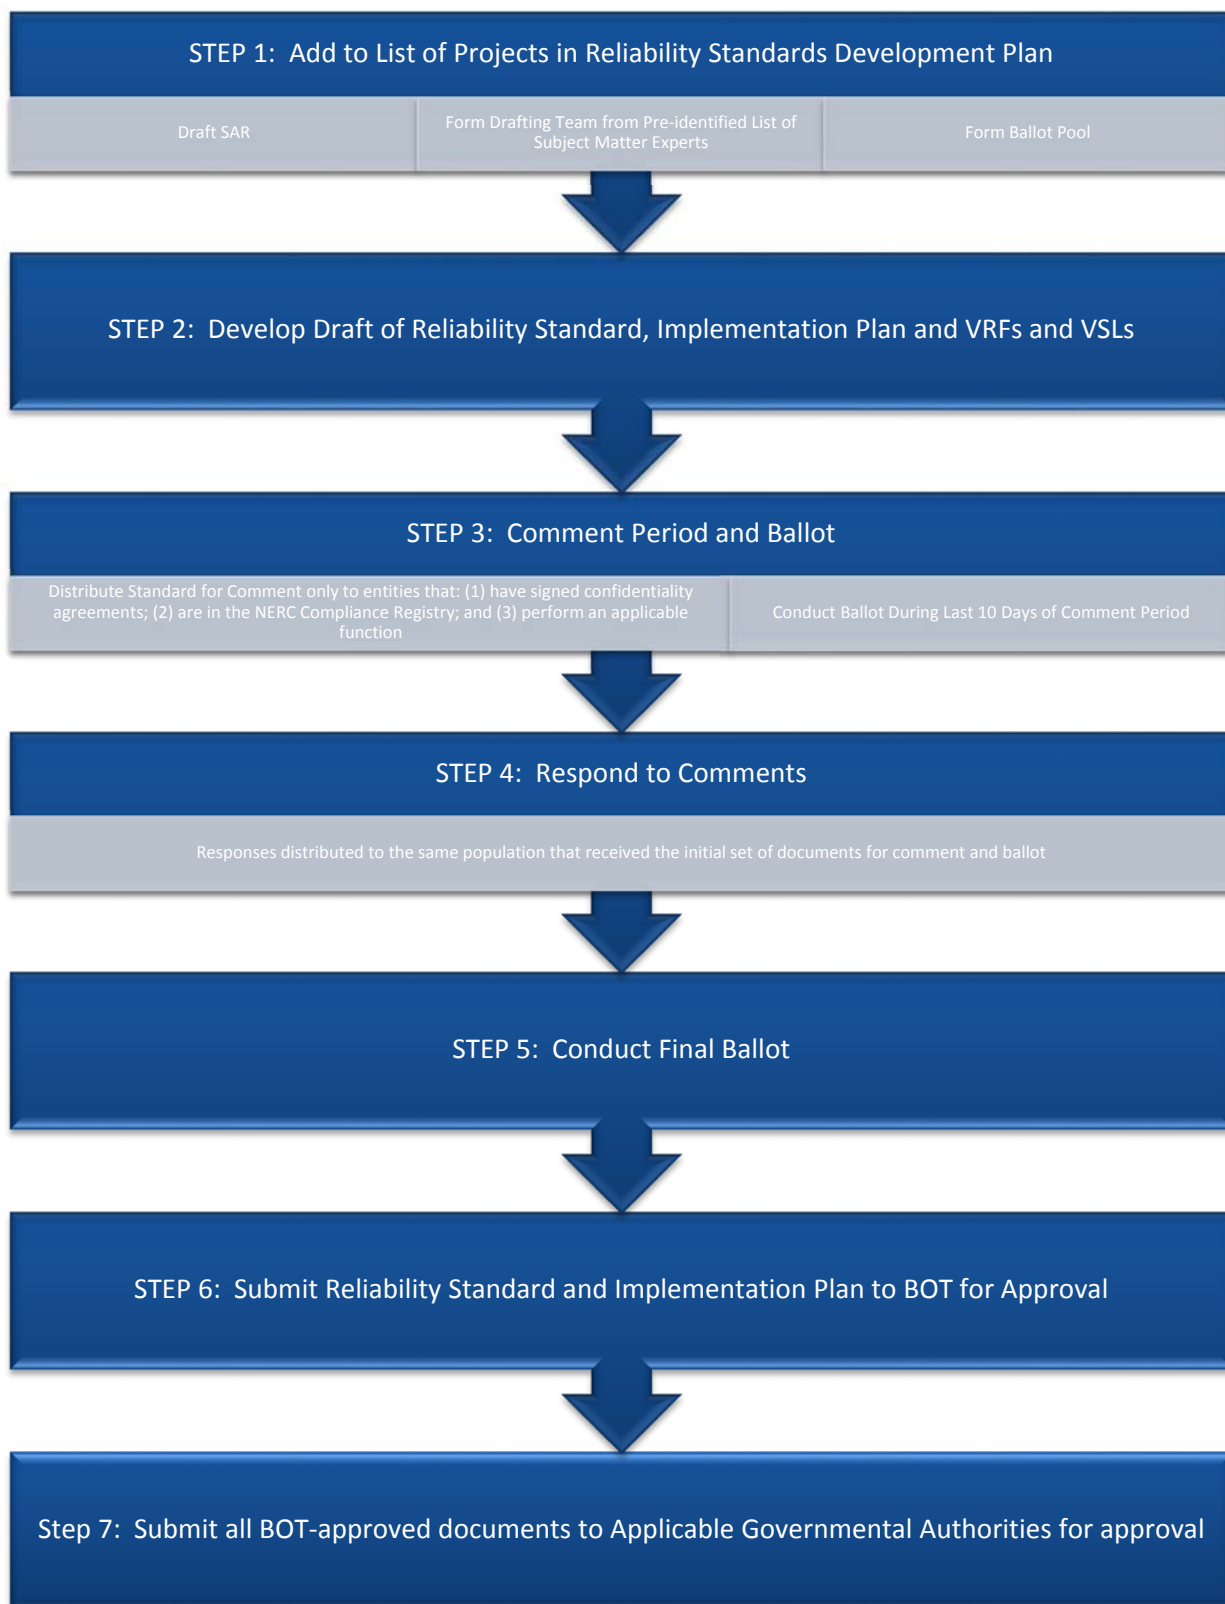 STEP 1:  Add to List of Projects in Reliability Standards Development Plan
Draft SAR
Form Drafting Team from Pre-identified List of
Subject Matter Experts
Form Ballot Pool
STEP 2:  Develop Draft of Reliability Standard, Implementation Plan and VRFs and VSLs
STEP 3:  Comment Period and Ballot
Distribute Standard for Comment only to entities that: (1) have signed confidentiality
agreements; (2) are in the NERC Compliance Registry; and (3) perform an applicable
function
Conduct Ballot During Last 10 Days of Comment Period
STEP 4:  Respond to Comments
Responses distributed to the same population that received the initial set of documents for comment and ballot
STEP 5:  Conduct Final Ballot
STEP 6:  Submit Reliability Standard and Implementation Plan to BOT for Approval
Step 7:  Submit all BOT-approved documents to Applicable Governmental Authorities for approval